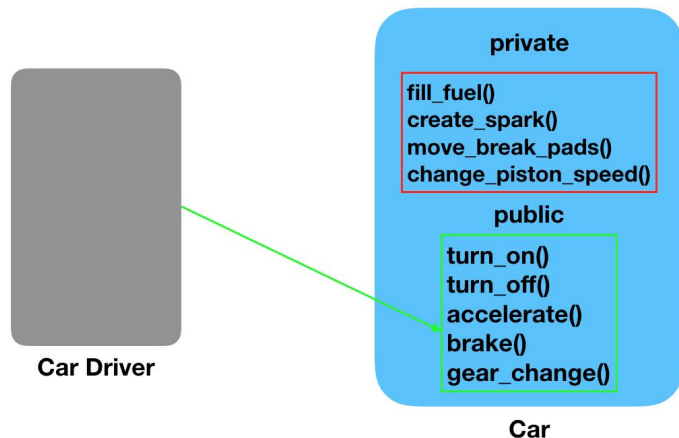 private
fill_fuel()
create_spark()
move_break_pads()
change_piston_speed()
public
turn_on()
turn_off()
accelerate()
brake()
gear_change()
Car Driver
Car